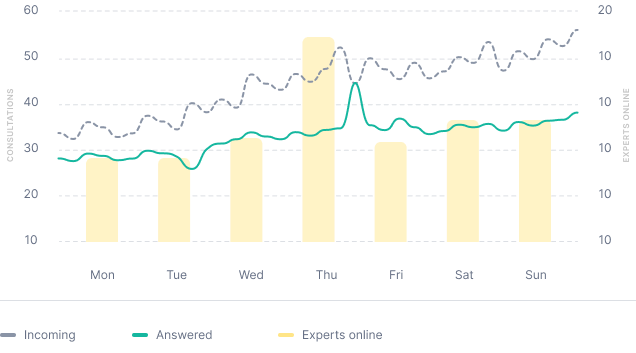 60 20
50 10
40 10
30 10
20 10
10 10
CONSULTATIONS
EXPERTS ONLINE
Mon Tue Wed Thu Fri Sat Sun
Incoming Answered Experts online